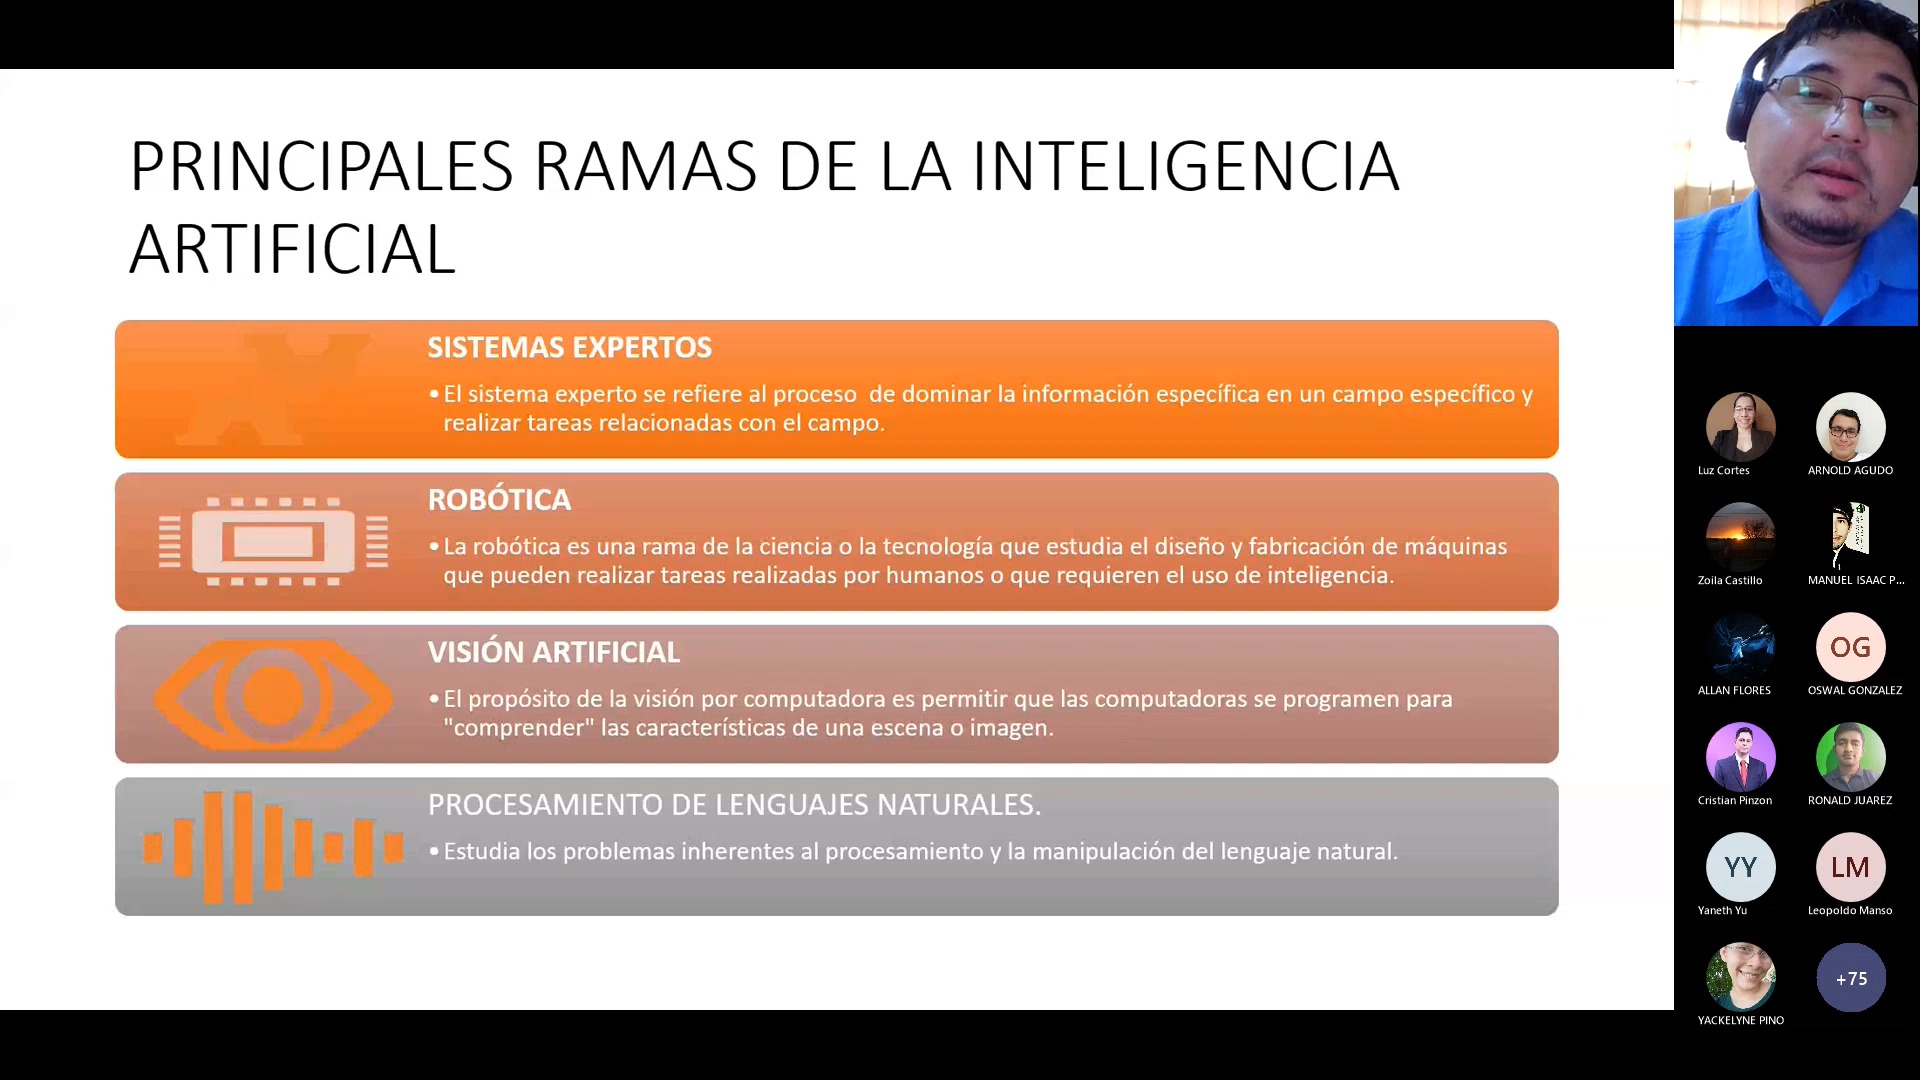 PRINCIPALES RAMAS DE LA INTELIGENCIA
ARTIFICIAL
SISTEMAS EXPERTOS
•El sistema experto se refiere al proceso  de dominar la información específica en un campo específico y
realizar tareas relacionadas con el campo.
ROBÓTICA
•La robótica es una rama de la ciencia o la tecnología que estudia el diseño y fabricación de máquinas
que pueden realizar tareas realizadas por humanos o que requieren el uso de inteligencia.
VISIÓN ARTIFICIAL
•El propósito de la visión por computadora es permitir que las computadoras se programen para
"comprender" las características de una escena o imagen.
PROCESAMIENTO DE LENGUAJES NATURALES.
•Estudia los problemas inherentes al procesamiento y la manipulación del lenguaje natural.
Luz Cortes
ARNOLD AGUDO
Zoila Castillo
MANUEL ISAAC P...
OG
ALLAN FLORES
OSWAL GONZALEZ
Cristian Pinzon
RONALD JUAREZ
YY
LM
Yaneth Yu
Leopoldo Manso
+75
YACKELYNE PINO